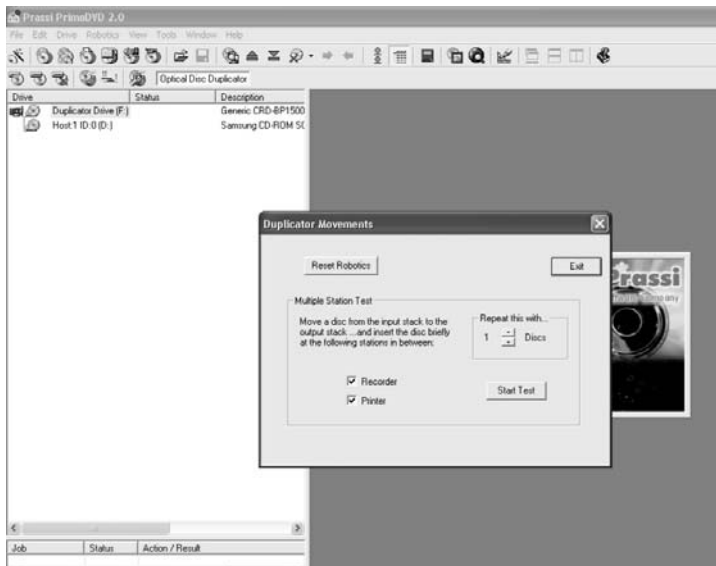 Prassi PrimoDVD 2.0
File Edit Drive Robotics View Tools Window Help
Optical Disc Duplicator
Drive Status Description
Duplicator Drive (F:) Generic CRD-BP1500
Host:1 ID:0 (D:) Samsung CD-ROM SC
Duplicator Movements
Reset Robotics
Exit
Multiple Station Test
Move a disc from the input stack to the
output stack ...and insert the disc briefly
at the following stations in between:
Repeat this with...
1 Discs
Recorder
Printer
Start Test
Prassi
Job Status Action / Result